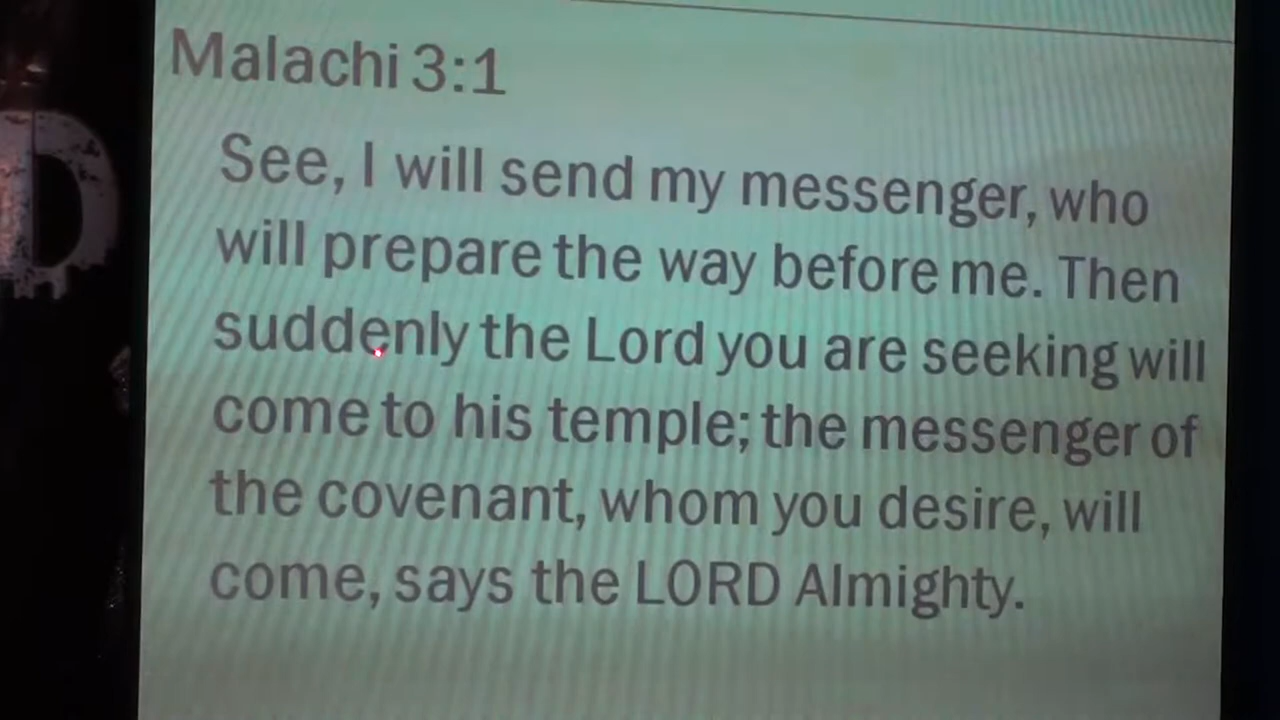 Malachi 3:1
See, I will send my messenger, who
will prepare the way before me. Then
suddenly the Lord you are seeking will
come to his temple; the messenger of
the covenant, whom you desire, will
come, says the LORD Almighty.
D